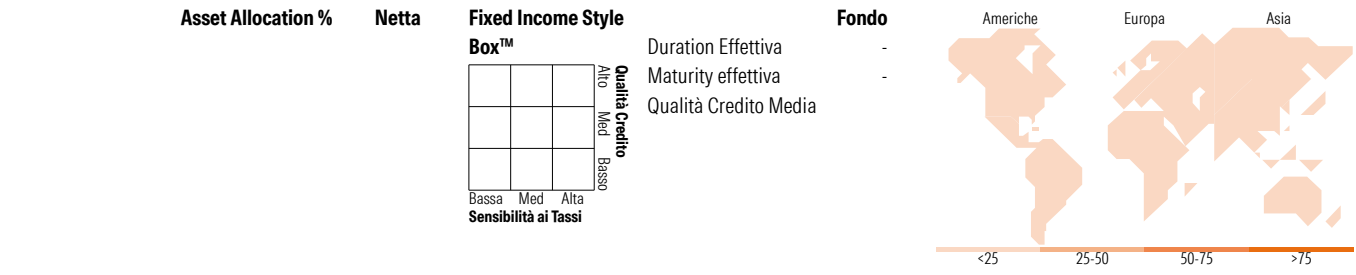 Asset Allocation % Netta
Fixed Income Style
Box™
Alto Med Basso
Qualità Credito
Bassa Med Alta
Sensibilità ai Tassi
Fondo
Duration Effettiva -
Maturity effettiva -
Qualità Credito Media
Americhe Europa Asia
<25 25-50 50-75 >75